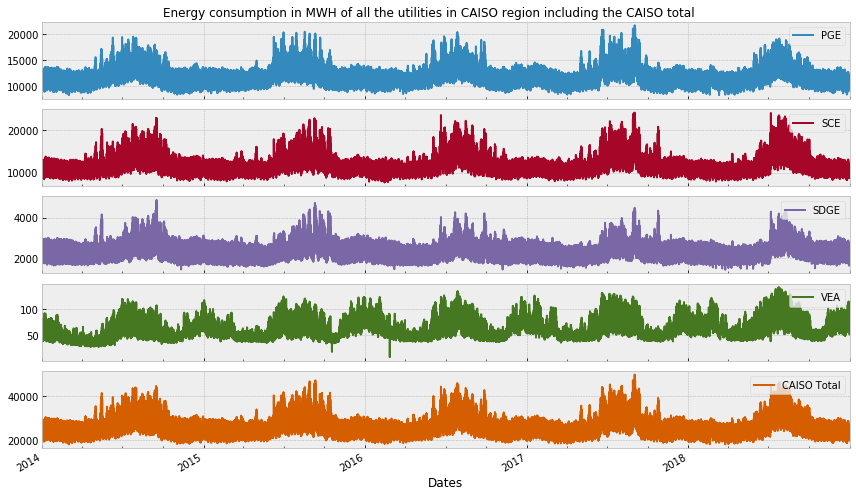 Energy consumption in MWH of all the utilities in CAISO region including the CAISO total
20000
15000
10000
PGE
20000
10000
SCE
4000
2000
SDGE
100
50
VEA
40000
20000
CAISO Total
2014
2015
2016
2017
2018
Dates